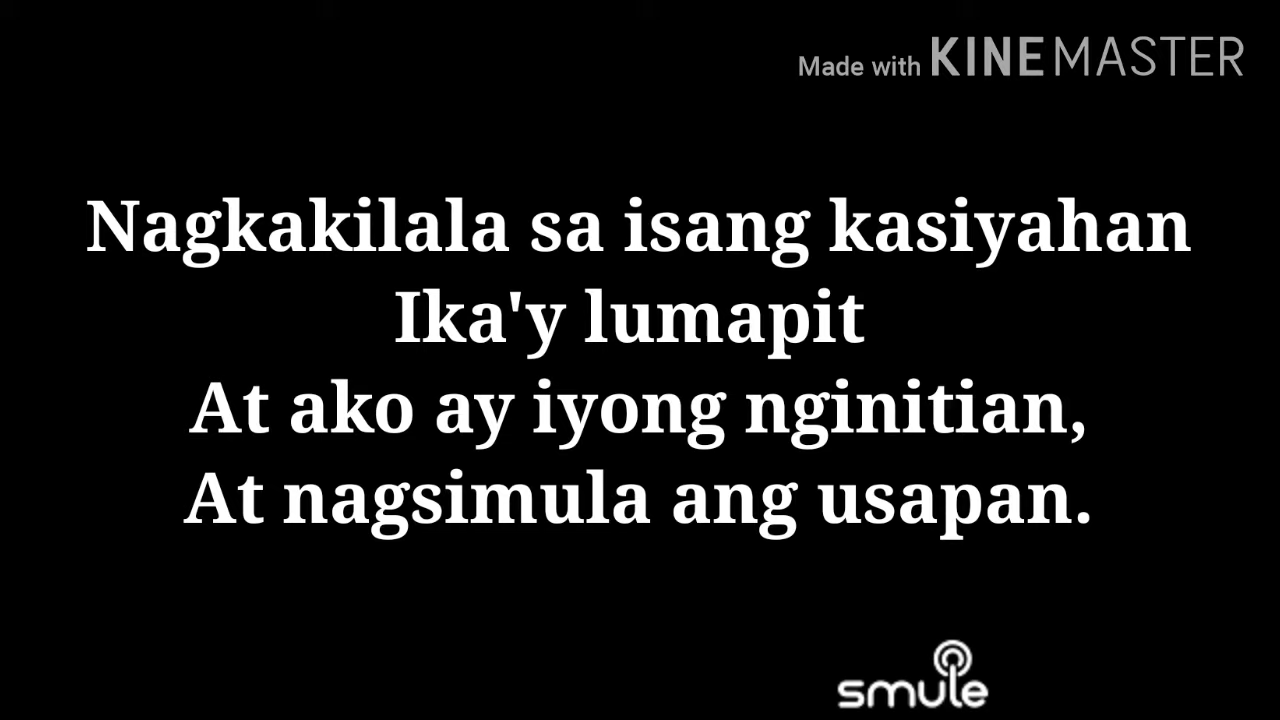 Made with KINEMASTER
Nagkakilala sa isang kasiyahan
Ika'y lumapit
At ako ay iyong nginitian,
At nagsimula ang usapan.
smule